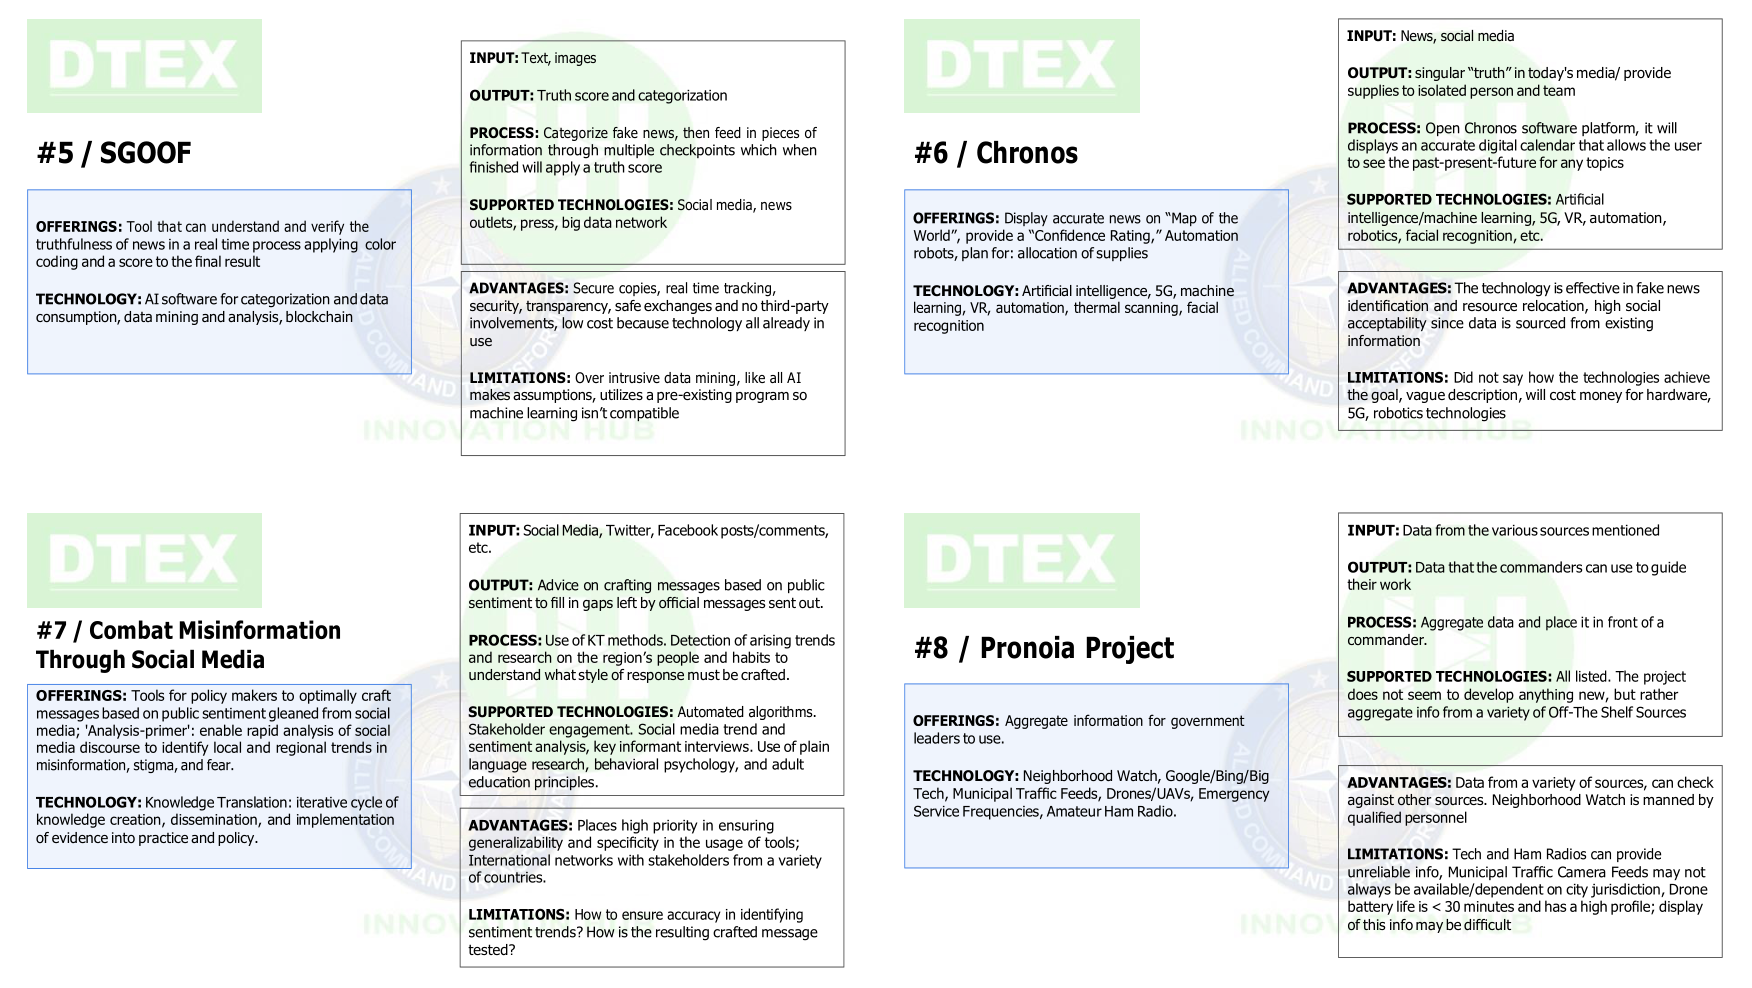 DTEX
#5 / SGOOF
OFFERINGS: Tool that can understand and verify the
truthfulness of news in a real time process applying color
coding and a score to the final result
TECHNOLOGY: AI software for categorization and data
consumption, data mining and analysis, blockchain
INPUT: Text, images
OUTPUT: Truth score and categorization
PROCESS: Categorize fake news, then feed in pieces of
information through multiple checkpoints which when
finished will apply a truth score
SUPPORTED TECHNOLOGIES: Social media, news
outlets, press, big data network
ADVANTAGES: Secure copies, real time tracking,
security, transparency, safe exchanges and no third-party
involvements, low cost because technology all already in
use
LIMITATIONS: Over intrusive data mining, like all AI
makes assumptions, utilizes a pre-existing program so
machine learning isn't compatible
INNOVATION HUB
DTEX
#6 / Chronos
OFFERINGS: Display accurate news on “Map of the
World”, provide a “Confidence Rating,” Automation
robots, plan for: allocation of supplies
TECHNOLOGY: Artificial intelligence, 5G, machine
learning, VR, automation, thermal scanning, facial
recognition
INPUT: News, social media
OUTPUT: singular “truth” in today's media/ provide
supplies to isolated person and team
PROCESS: Open Chronos software platform, it will
displays an accurate digital calendar that allows the user
to see the past-present-future for any topics
SUPPORTED TECHNOLOGIES: Artificial
intelligence/machine learning, 5G, VR, automation,
robotics, facial recognition, etc.
ADVANTAGES: The technology is effective in fake news
identification and resource relocation, high social
acceptability since data is sourced from existing
information
LIMITATIONS: Did not say how the technologies achieve
the goal, vague description, will cost money for hardware,
5G, robotics technologies
INNOVATION HUB
DTEX
#7 / Combat Misinformation
Through Social Media
OFFERINGS: Tools for policy makers to optimally craft
messages based on public sentiment gleaned from social
media; 'Analysis-primer': enable rapid analysis of social
media discourse to identify local and regional trends in
misinformation, stigma, and fear.
TECHNOLOGY: Knowledge Translation: iterative cycle of
knowledge creation, dissemination, and implementation
of evidence into practice and policy.
INPUT: Social Media, Twitter, Facebook posts/comments,
etc.
OUTPUT: Advice on crafting messages based on public
sentiment to fill in gaps left by official messages sent out.
PROCESS: Use of KT methods. Detection of arising trends
and research on the region’s people and habits to
understand what style of response must be crafted.
SUPPORTED TECHNOLOGIES: Automated algorithms.
Stakeholder engagement. Social media trend and
sentiment analysis, key informant interviews. Use of plain
language research, behavioral psychology, and adult
education principles.
ADVANTAGES: Places high priority in ensuring
generalizability and specificity in the usage of tools;
International networks with stakeholders from a variety
of countries.
LIMITATIONS: How to ensure accuracy in identifying
sentiment trends? How is the resulting crafted message
tested?
INNOVATION HUB
DTEX
#8 / Pronoia Project
OFFERINGS: Aggregate information for government
leaders to use.
TECHNOLOGY: Neighborhood Watch, Google/Bing/Big
Tech, Municipal Traffic Feeds, Drones/UAVs, Emergency
Service Frequencies, Amateur Ham Radio.
INPUT: Data from the various sources mentioned
OUTPUT: Data that the commanders can use to guide
their work
PROCESS: Aggregate data and place it in front of a
commander.
SUPPORTED TECHNOLOGIES: All listed. The project
does not seem to develop anything new, but rather
aggregate info from a variety of Off-The Shelf Sources
ADVANTAGES: Data from a variety of sources, can check
against other sources. Neighborhood Watch is manned by
qualified personnel
LIMITATIONS: Tech and Ham Radios can provide
unreliable info, Municipal Traffic Camera Feeds may not
always be available/dependent on city jurisdiction, Drone
battery life is < 30 minutes and has a high profile; display
of this info may be difficult
INNOVATION HUB